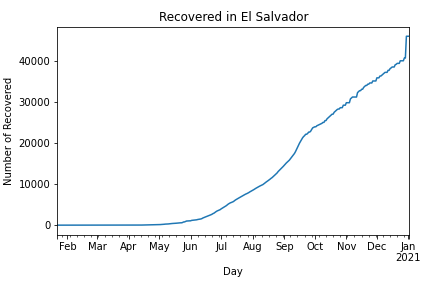 Recovered in El Salvador
Number of Recovered
40000
30000
20000
10000
0
Feb Mar Apr May Jun Jul Aug Sep Oct Nov Dec Jan
2021
Day